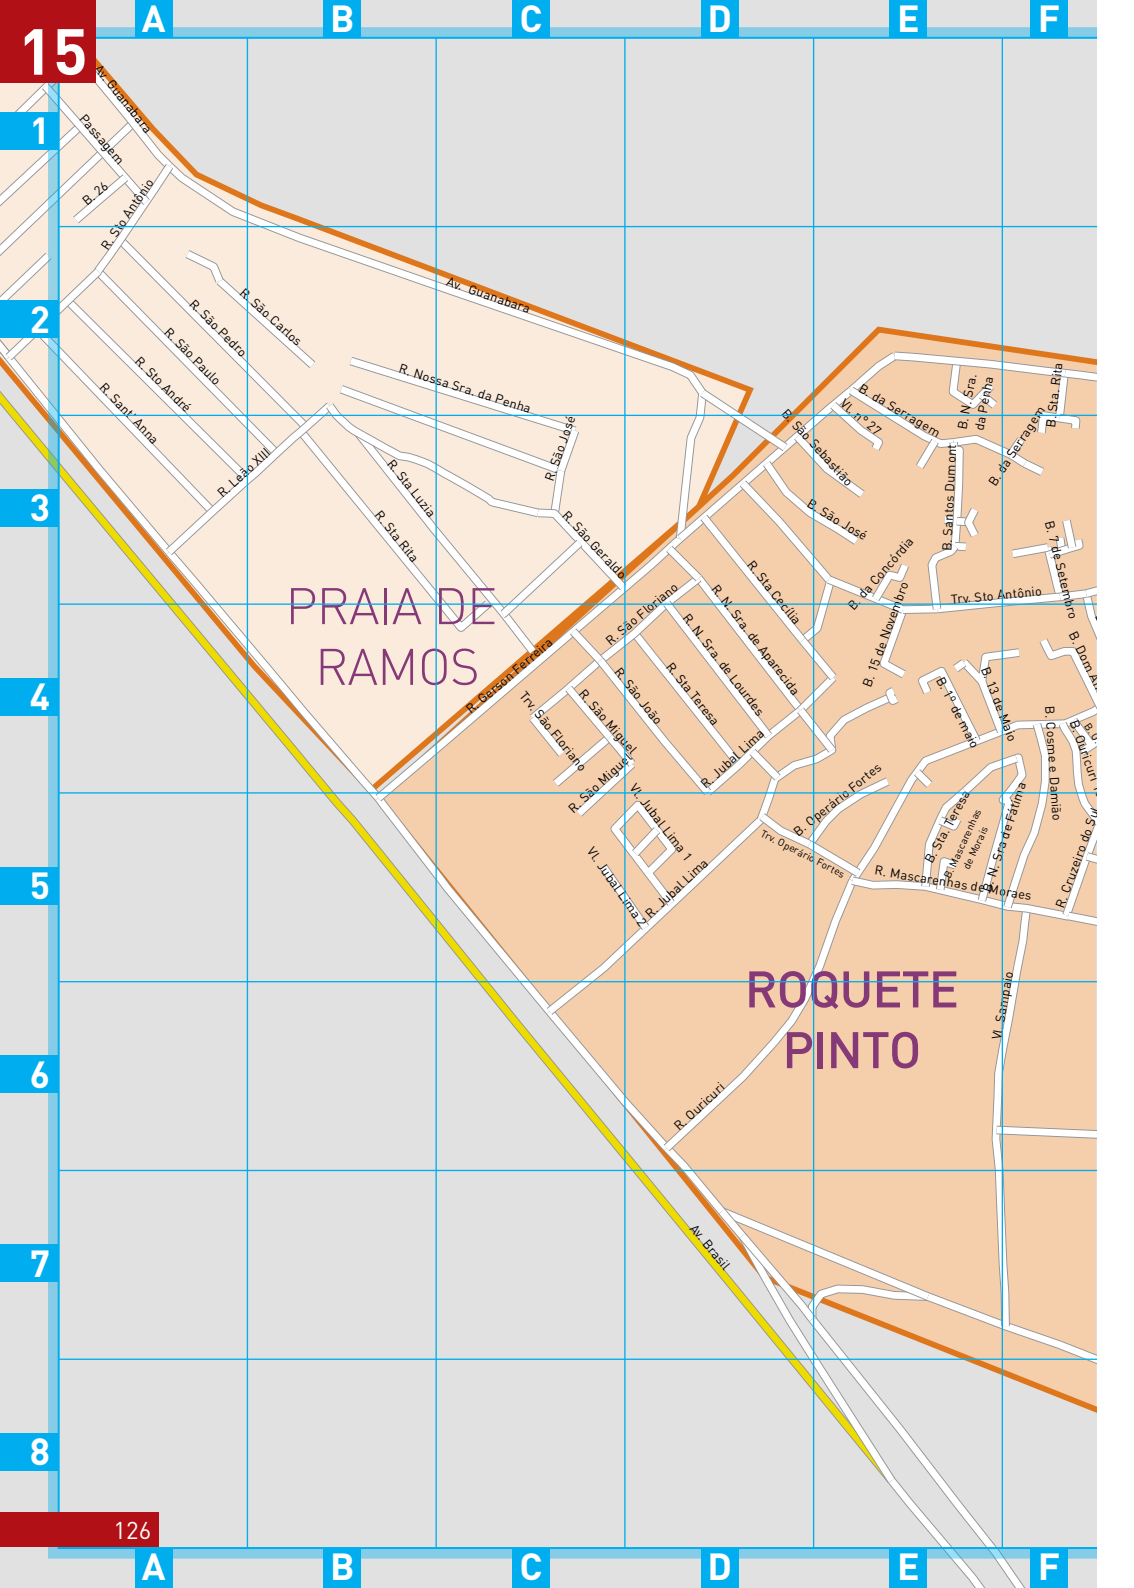 15
A
B
C
D
E
F
1
2
3
4
5
6
7
8
Av. Guanabara
Passagem
B. 26
R. Sto Antônio
R. São Carlos
R. São Pedro
R. São Paulo
R. Sto André
R. Sant´Anna
R. Leão XIII
Av. Guanabara
R. Nossa Sra. da Penha
R. São José
R. Sta Luzia
R. Sta Rita
R. São Geraldo
PRAIA DE
RAMOS
R. Gerson Ferreira
R. São Floriano
B. São Sebastião
Vl. nº 27
B. da Serragem
B. N. Sra.
da Penha
B. Sta. Rita
B. da Serragem
B. São José
B. Santos Dumont
B. da Concórdia
B. 7 de Setembro
Trv. Sto Antônio
B. 15 de Novembro
R. Sta Cecília
R. N. Sra. de Aparecida
R. N. Sra. de Lourdes
R. Sta Teresa
R. São João
R. São Miguel
Trv. São Floriano
R. São Miguel
R. Jubal Lima
B. 1º de maio
B. 13 de Maio
B. Dom
B. Cosme e Damião
B. Ouricuri
Vl. Jubal Lima 1
Vl. Jubal Lima 2
R. Jubal Lima
B. Operário Fortes
Trv. Operário Fortes
B. Sta. Teresa
B. Mascarenhas
de Morais
B. N. Sra de Fátima
R. Cruzeiro do Sul
R. Mascarenhas de Moraes
ROQUETE
PINTO
Vl. Sampaio
R. Ouricuri
Av. Brasil
126
A
B
C
D
E
F